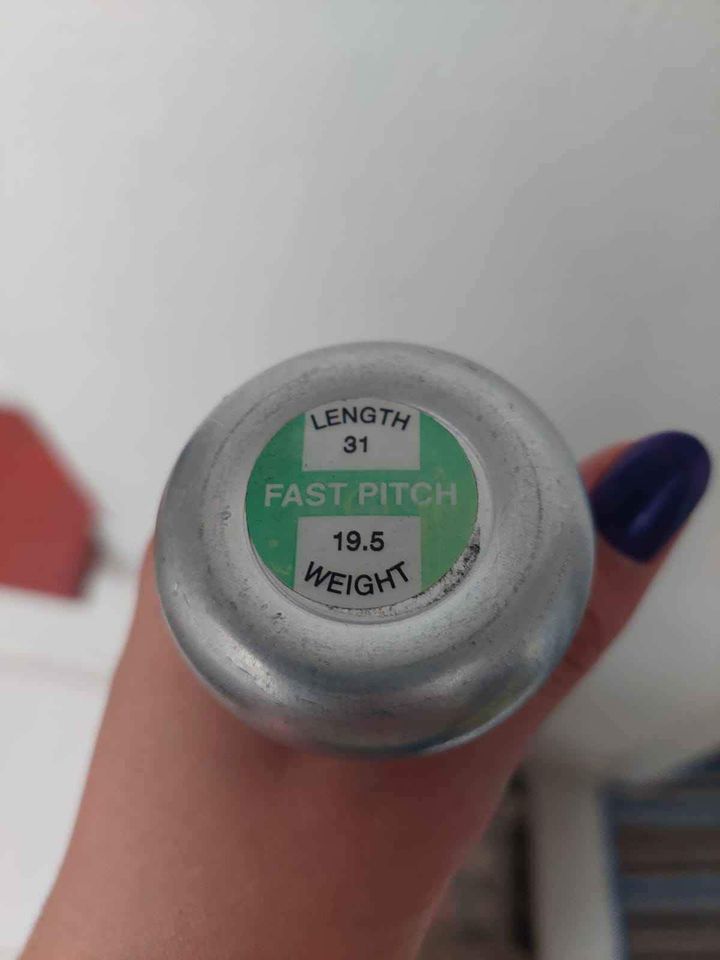 LENGTH
31
FAST PITCH
19.5
WEIGHT